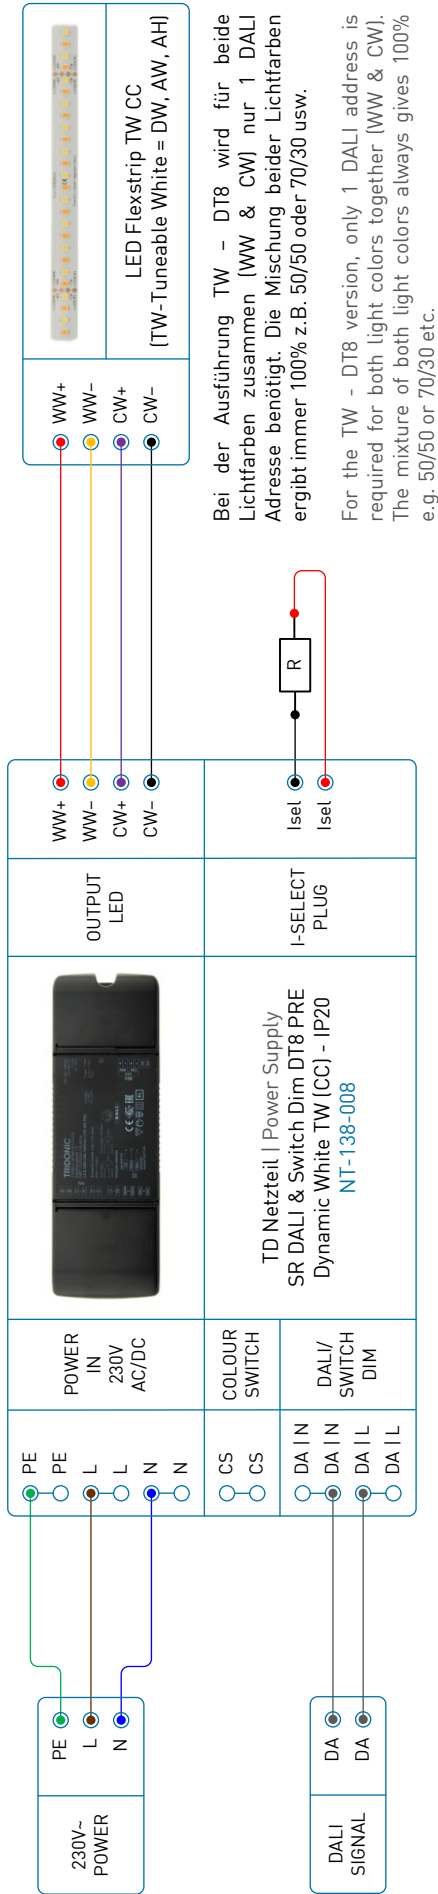 230V~
POWER
PE
L
N
DALI
SIGNAL
DA
DA
PE
PE
L
L
N
N
POWER
IN
230V
AC/DC
TRIDONIC
OUTPUT
LED
WW+
WW–
CW+
CW–
CS
CS
COLOUR
SWITCH
DA | N
DA | N
DA | L
DA | L
DALI/
SWITCH
DIM
TD Netzteil | Power Supply
SR DALI & Switch Dim DT8 PRE
Dynamic White TW (CC) - IP20
NT-138-008
I-SELECT
PLUG
Isel
Isel
R
WW+
WW–
CW+
CW–
LED Flexstrip TW CC
(TW-Tuneable White = DW, AW, AH)
Bei der Ausführung TW – DT8 wird für beide
Lichtfarben zusammen (WW & CW) nur 1 DALI
Adresse benötigt. Die Mischung beider Lichtfarben
ergibt immer 100% z.B. 50/50 oder 70/30 usw.
For the TW - DT8 version, only 1 DALI address is
required for both light colors together (WW & CW).
The mixture of both light colors always gives 100%
e.g. 50/50 or 70/30 etc.